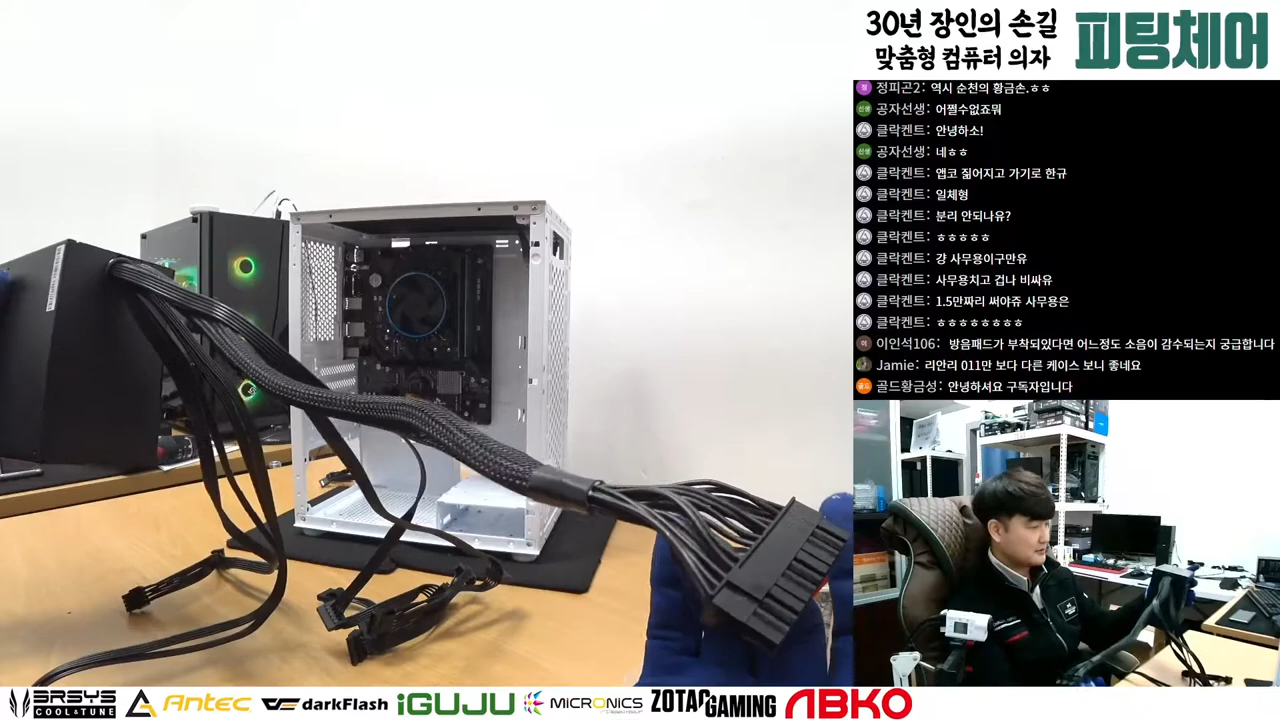 30년 장인의 손길
맞춤형 컴퓨터 의자
피팅체어
정피곤2: 역시 순천의 황금손.ㅎㅎ
공자선생: 어쩔수없죠뭐
클락켄트: 안녕하소!
공자선생: 네ㅎㅎ
클락켄트: 앱코 짊어지고 가기로 한규
클락켄트: 일체형
클락켄트: 분리 안되나유?
클락켄트: ㅎㅎㅎㅎㅎ
클락켄트: 걍 사무용이구만유
클락켄트: 사무용치고 겁나 비싸유
클락켄트: 1.5만짜리 써야쥬 사무용은
클락켄트: ㅎㅎㅎㅎㅎㅎㅎㅎ
이인석106: 방음패드가 부착되있다면 어느정도 소음이 감수되는지 궁급합니다
Jamie: 리안리 011만 보다 다른 케이스 보니 좋네요
골드황금성: 안녕하셔요 구독자입니다
3RSYS
COOL & TUNE
Antec
darkFlash
iGUJU
MICRONICS
ZOTAC GAMING
ABKO